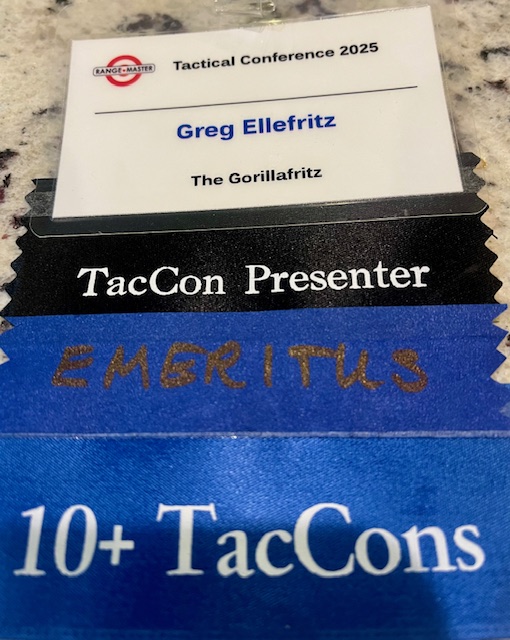 RANGE★MASTER
Tactical Conference 2025
Greg Ellefritz
The Gorillafritz
TacCon Presenter
EMERITUS
10+ TacCons